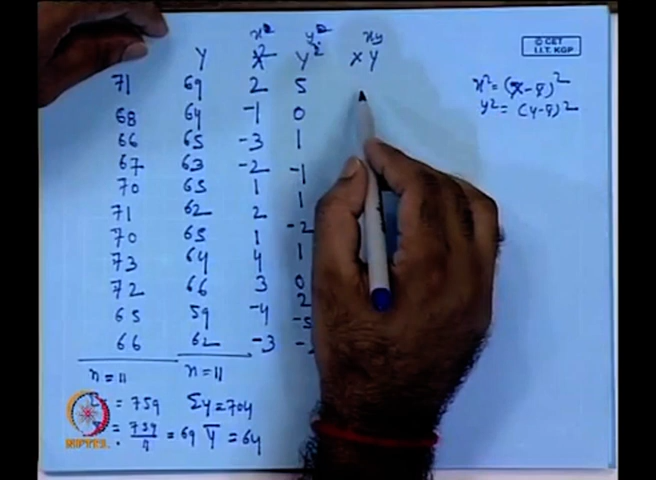 x² y² xy
Y X² Y² XY
© CET
I.I.T. KGP
71 69 2 5
68 64 -1 0
66 65 -3 1
67 63 -2 -1
70 65 1 1
71 62 2 -2
70 65 1 1
73 64 4 0
72 66 3 2
65 59 -4 -5
66 62 -3
n = 11 n = 11
= 759 Σy = 704
= 759/11 = 69 Ȳ = 64
x² = (x - x̄)²
y² = (y - ȳ)²
NPTEL